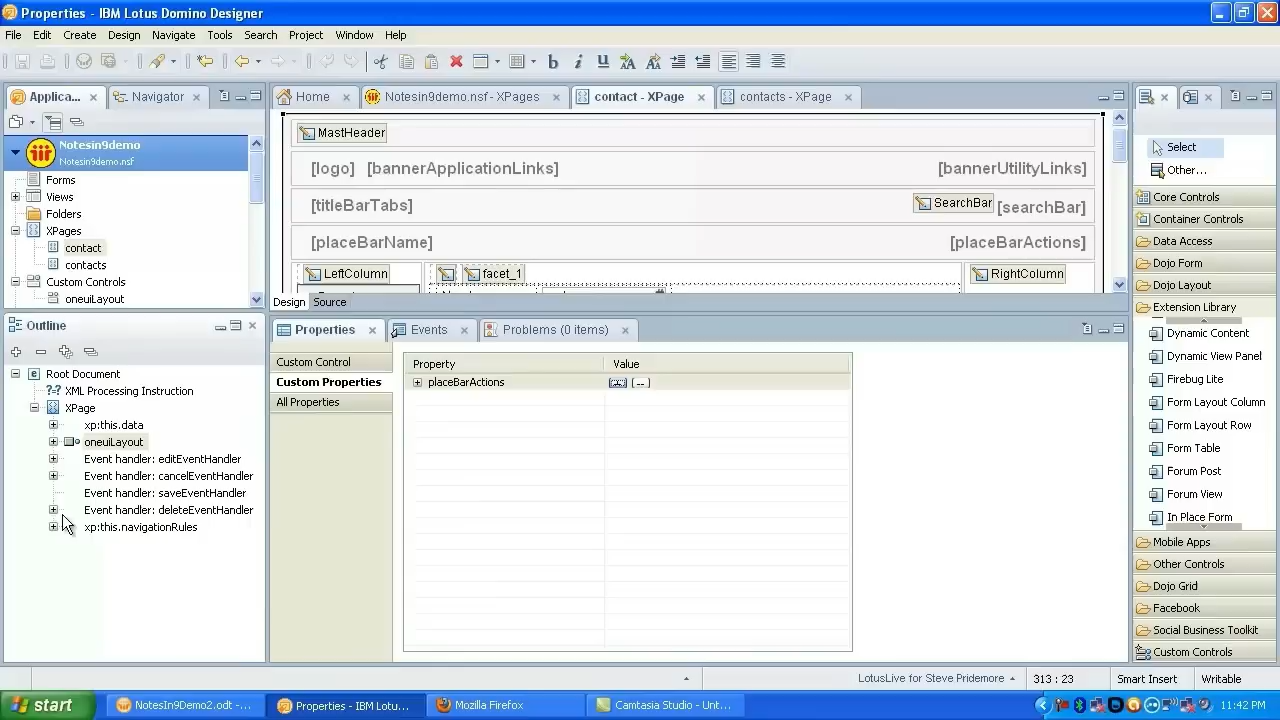 Properties - IBM Lotus Domino Designer
File Edit Create Design Navigate Tools Search Project Window Help
Applica... Navigator
Notesin9demo
Notesin9demo.nsf
Forms
Views
Folders
XPages
contact
contacts
Custom Controls
oneuiLayout
Outline
Root Document
XML Processing Instruction
XPage
xp:this.data
oneuiLayout
Event handler: editEventHandler
Event handler: cancelEventHandler
Event handler: saveEventHandler
Event handler: deleteEventHandler
xp:this.navigationRules
Home Notesin9demo.nsf - XPages contact - XPage contacts - XPage
MastHeader
[logo] [bannerApplicationLinks] [bannerUtilityLinks]
[titleBarTabs] SearchBar [searchBar]
[placeBarName] [placeBarActions]
LeftColumn facet_1 RightColumn
Design Source
Properties Events Problems (0 items)
Custom Control
Custom Properties
All Properties
Property Value
placeBarActions
Select
Other...
Core Controls
Container Controls
Data Access
Dojo Form
Dojo Layout
Extension Library
Dynamic Content
Dynamic View Panel
Firebug Lite
Form Layout Column
Form Layout Row
Form Table
Forum Post
Forum View
In Place Form
Mobile Apps
Other Controls
Dojo Grid
Facebook
Social Business Toolkit
Custom Controls
LotusLive for Steve Pridemore 313 : 23 Smart Insert Writable
start NotesIn9Demo2.odt -... Properties - IBM Lotu... Mozilla Firefox Camtasia Studio - Unt... 11:42 PM